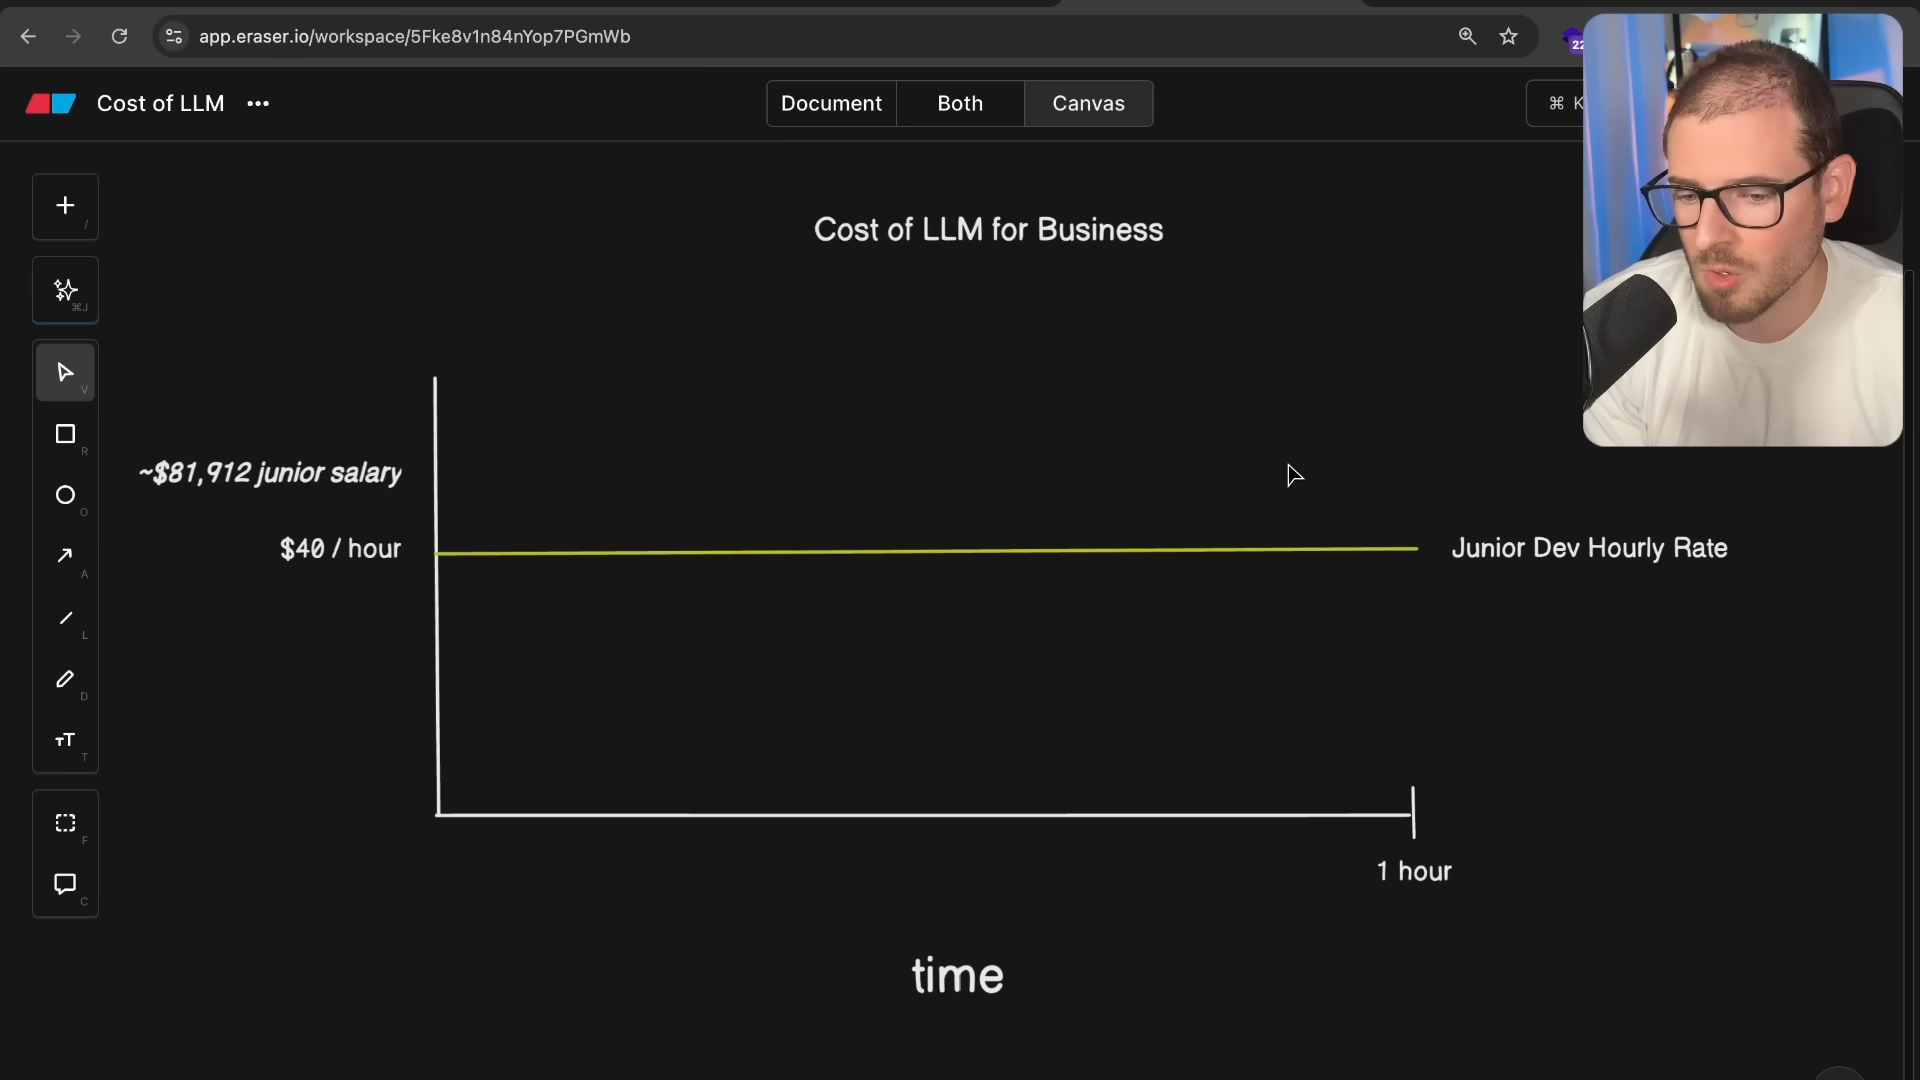 app.eraser.io/workspace/5Fke8v1n84nYop7PGmWb
22
Cost of LLM •••
Document
Both
Canvas
⌘ K
/
⌘J
V
R
O
A
L
D
T
F
C
Cost of LLM for Business
~$81,912 junior salary
$40 / hour
Junior Dev Hourly Rate
1 hour
time